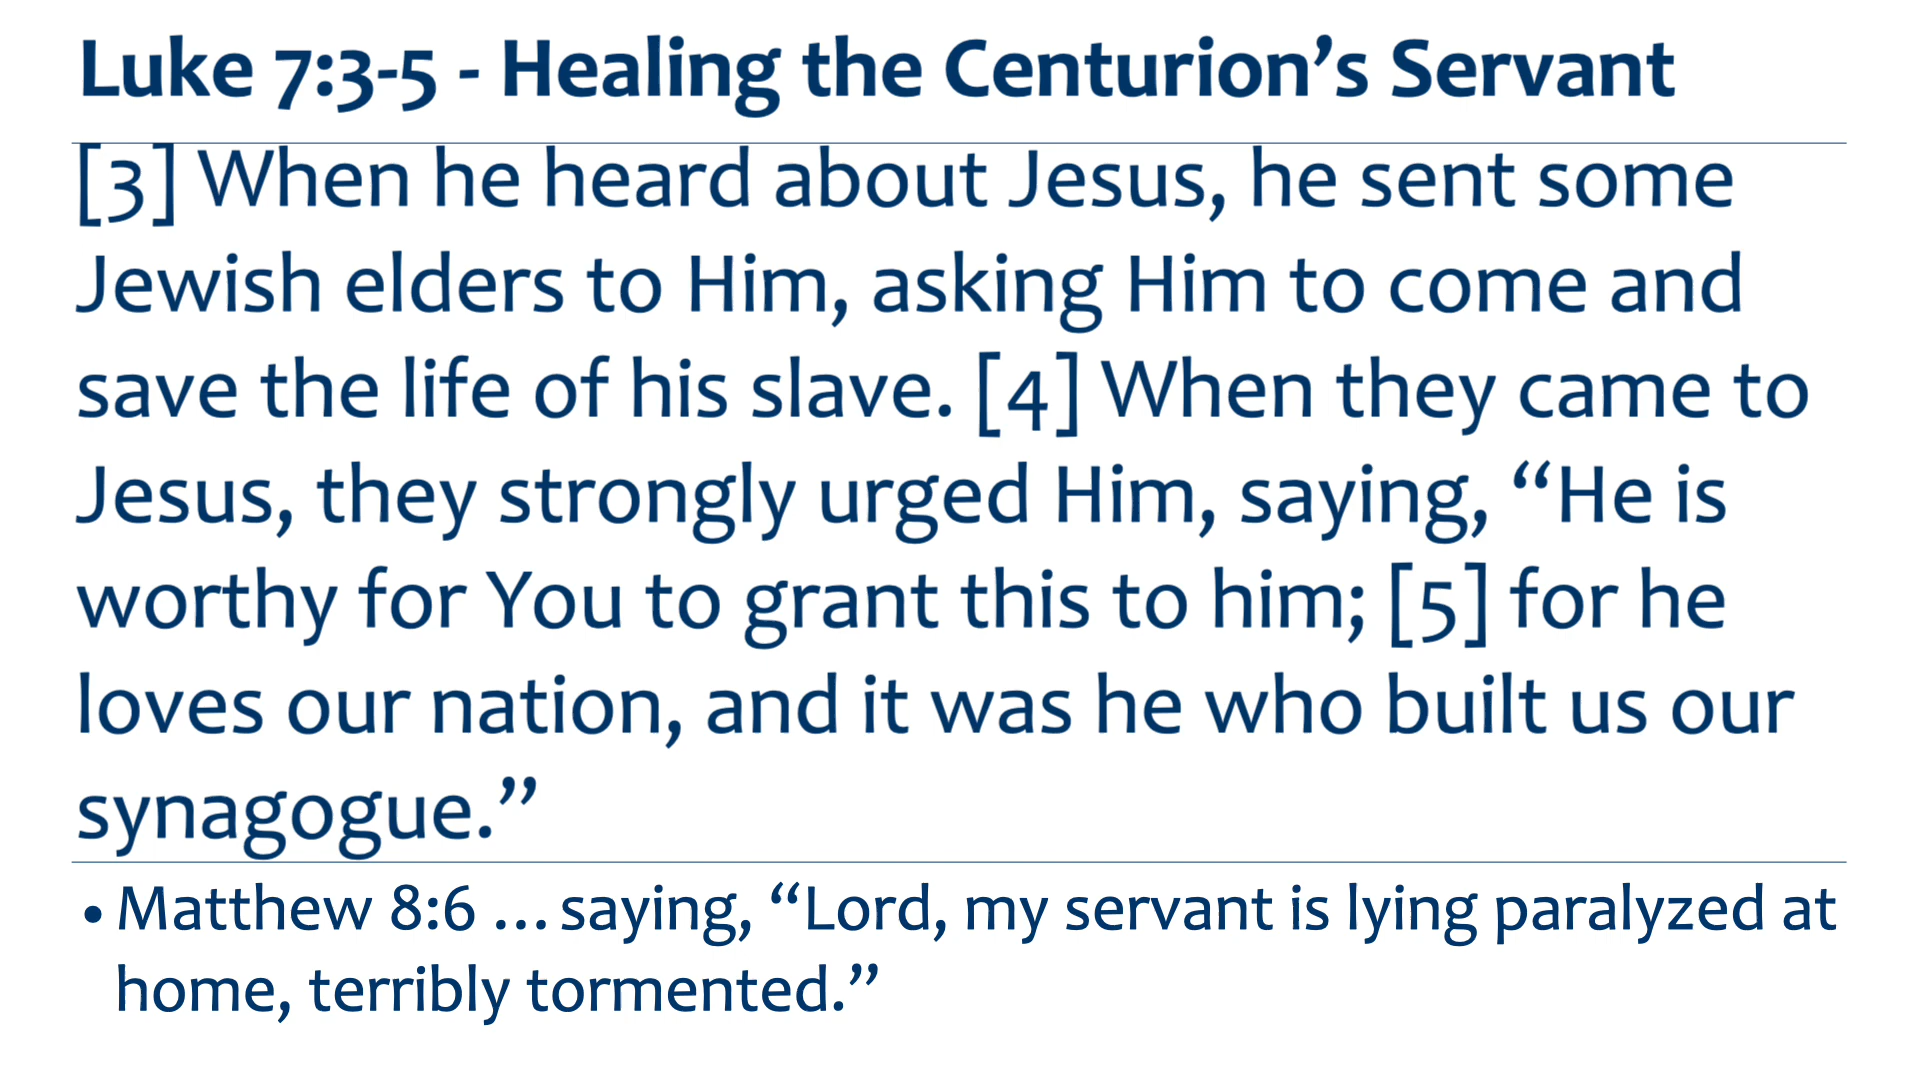 Luke 7:3-5 - Healing the Centurion’s Servant
[3] When he heard about Jesus, he sent some
Jewish elders to Him, asking Him to come and
save the life of his slave. [4] When they came to
Jesus, they strongly urged Him, saying, “He is
worthy for You to grant this to him; [5] for he
loves our nation, and it was he who built us our
synagogue.”
• Matthew 8:6 … saying, “Lord, my servant is lying paralyzed at
home, terribly tormented.”